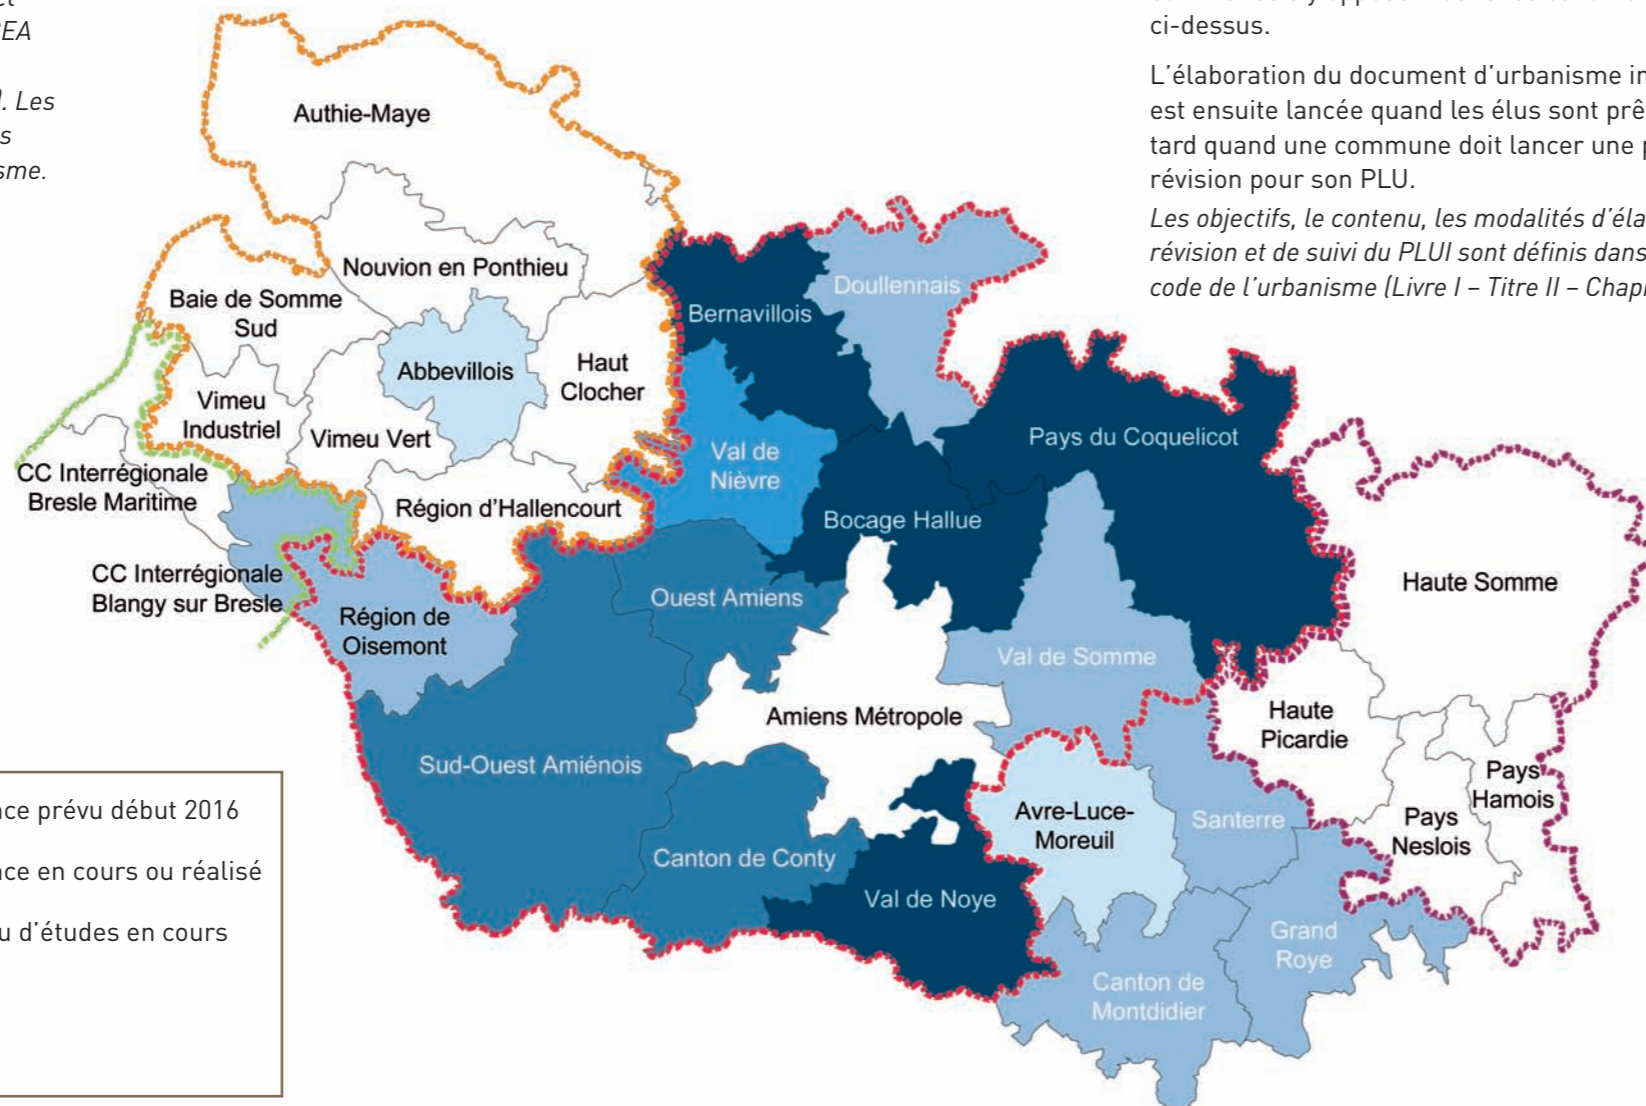 EA
. Les
s
sme.
ci-dessus.
L'élaboration du document d'urbanisme in
est ensuite lancée quand les élus sont prê
tard quand une commune doit lancer une p
révision pour son PLU.
Les objectifs, le contenu, les modalités d'éla
révision et de suivi du PLUI sont définis dans
code de l'urbanisme (Livre I – Titre II – Chap
Authie-Maye
Nouvion en Ponthieu
Baie de Somme
Sud
Abbevillois
Haut
Clocher
Vimeu
Industriel
Vimeu Vert
CC Interrégionale
Bresle Maritime
Région d'Hallencourt
CC Interrégionale
Blangy sur Bresle
Région de
Oisemont
Bernavillois
Doullennais
Val de
Nièvre
Pays du Coquelicot
Bocage Hallue
Ouest Amiens
Haute Somme
Val de Somme
Amiens Métropole
Haute
Picardie
Sud-Ouest Amiénois
Pays
Hamois
Avre-Luce-
Moreuil
Santerre
Pays
Neslois
Canton de Conty
Val de Noye
Grand
Roye
Canton de
Montdidier
nce prévu début 2016
nce en cours ou réalisé
u d'études en cours